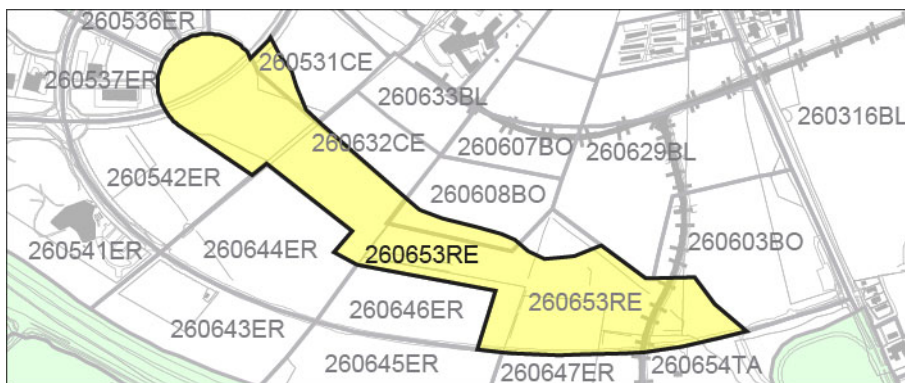 260536ER
260531CE
260537ER
260633BL
260316BL
260632CE
260607BO
260629BL
260542ER
260608BO
260541ER
260644ER
260653RE
260603BO
260653RE
260646ER
260643ER
260645ER
260647ER
260654TA